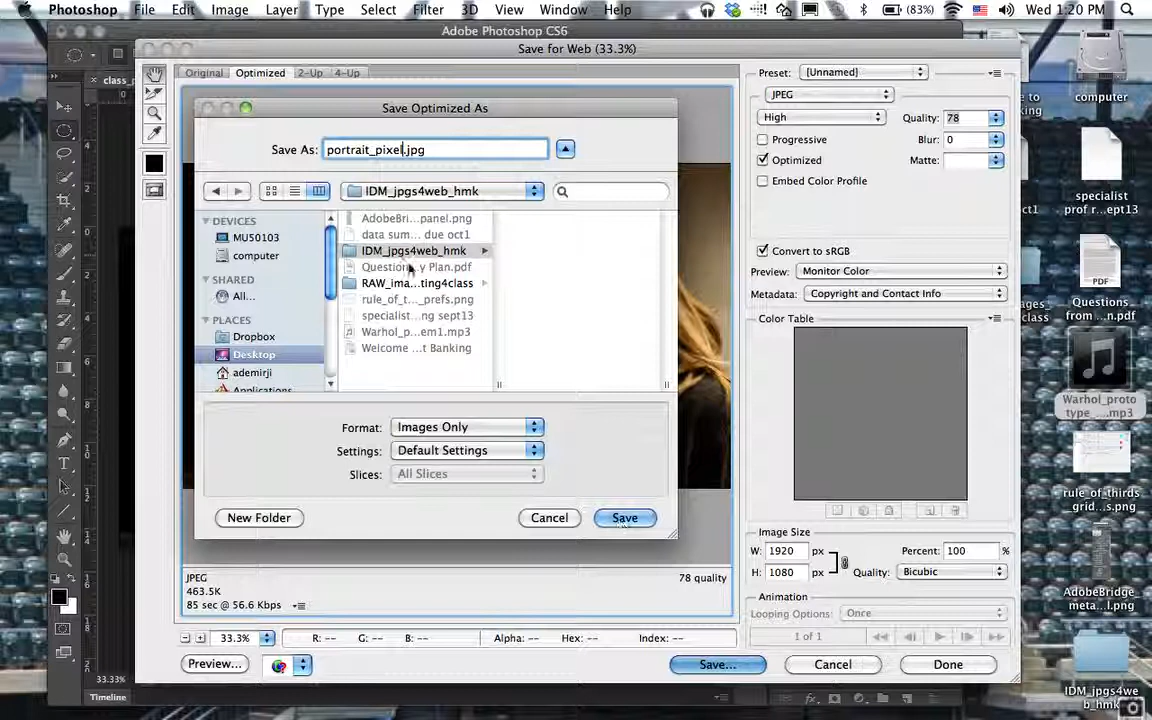 Photoshop File Edit Image Layer Type Select Filter 3D View Window Help (83%) Wed 1:20 PM
Adobe Photoshop CS6
Save for Web (33.3%)
Original Optimized 2-Up 4-Up
class_p
Save Optimized As
Save As: portrait_pixel.jpg
IDM_jpgs4web_hmk
DEVICES
MU50103
computer
SHARED
All...
PLACES
Dropbox
Desktop
ademirji
Applications
AdobeBri...panel.png
data sum... due oct1
IDM_jpgs4web_hmk
Question...y Plan.pdf
RAW_ima...ting4class
rule_of_t..._prefs.png
specialist...ng sept13
Warhol_p...em1.mp3
Welcome ...t Banking
Format: Images Only
Settings: Default Settings
Slices: All Slices
New Folder Cancel Save
JPEG
463.5K
85 sec @ 56.6 Kbps
78 quality
33.3% R: -- G: -- B: -- Alpha: -- Hex: -- Index: --
Preview... Save... Cancel Done
Preset: [Unnamed]
JPEG
High Quality: 78
Progressive Blur: 0
Optimized Matte:
Embed Color Profile
Convert to sRGB
Preview: Monitor Color
Metadata: Copyright and Contact Info
Color Table
Image Size
W: 1920 px Percent: 100 %
H: 1080 px Quality: Bicubic
Animation
Looping Options: Once
1 of 1
33.33%
Timeline
computer
specialist
prof r...ept13
Questions
from ...n.pdf
Warhol_proto
type_....mp3
rule_of_thirds
grid...s.png
AdobeBridge
meta...l.png
IDM_jpgs4we
b_hmk